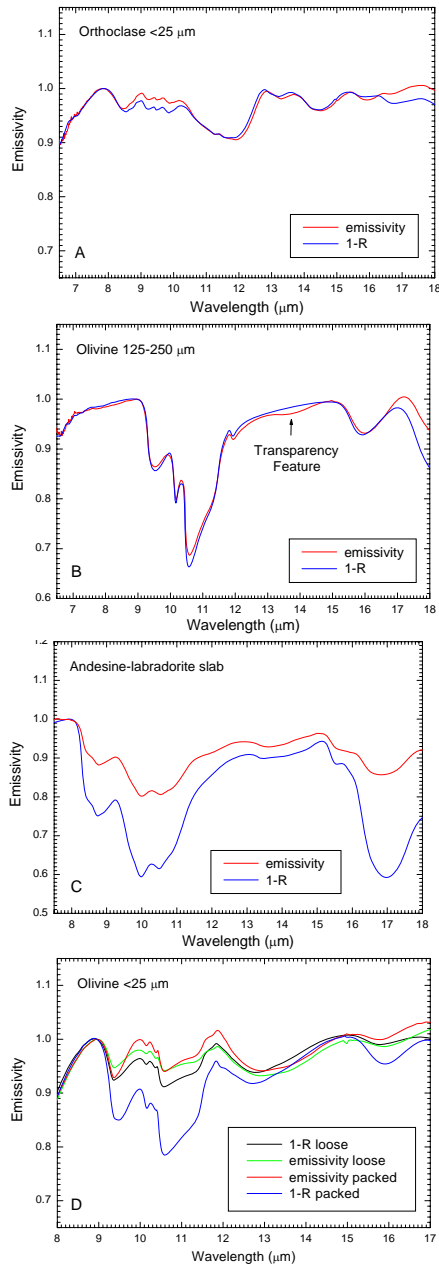 1.1
Orthoclase <25 μm
1.0
0.9
0.8
0.7
Emissivity
A
emissivity
1-R
7 8 9 10 11 12 13 14 15 16 17 18
Wavelength (μm)
Olivine 125-250 μm
1.1
1.0
0.9
0.8
0.7
0.6
Emissivity
Transparency
Feature
B
emissivity
1-R
7 8 9 10 11 12 13 14 15 16 17 18
Wavelength (μm)
1.2
Andesine-labradorite slab
1.1
1.0
0.9
0.8
0.7
0.6
0.5
Emissivity
C
emissivity
1-R
8 9 10 11 12 13 14 15 16 17 18
Wavelength (μm)
Olivine <25 μm
1.1
1.0
0.9
0.8
0.7
Emissivity
D
1-R loose
emissivity loose
emissivity packed
1-R packed
8 9 10 11 12 13 14 15 16 17
Wavelength (μm)